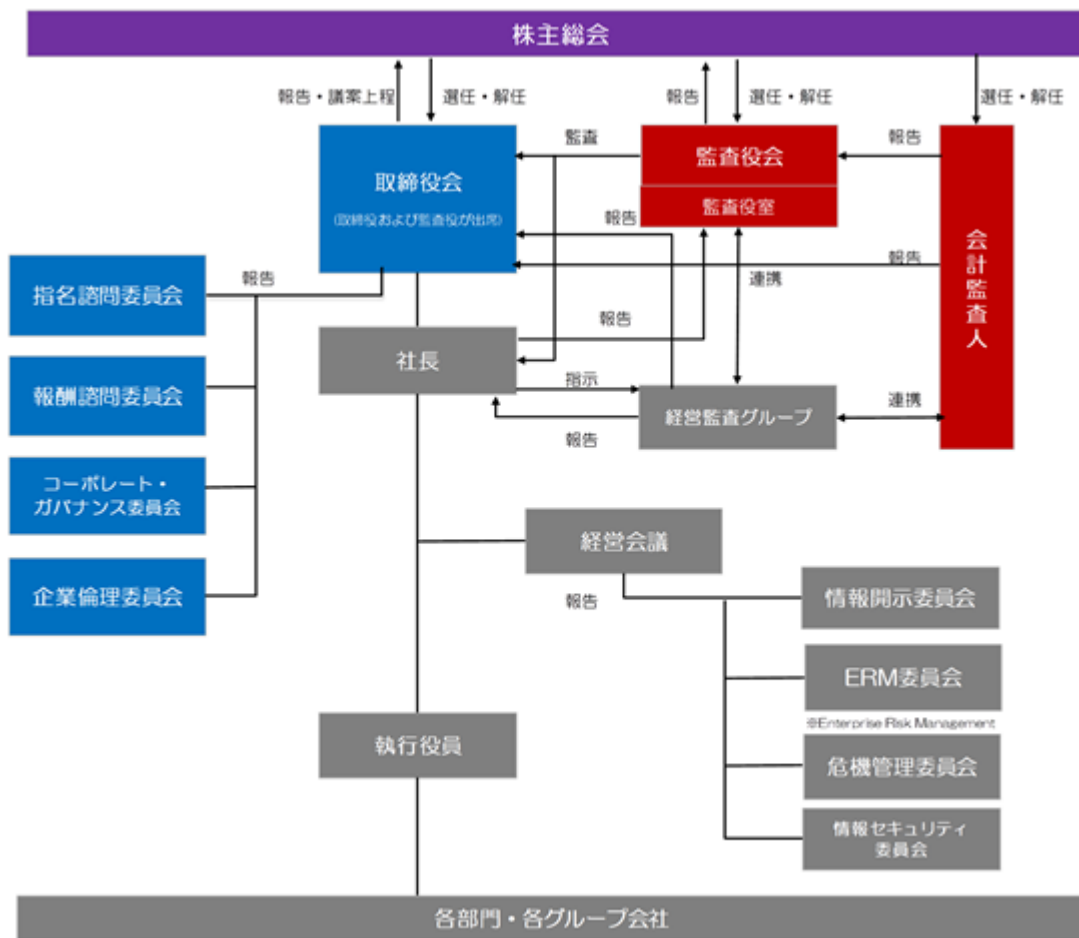 株主総会
報告・議案上程
選任・解任
報告
選任・解任
選任・解任
取締役会
(取締役および監査役が出席)
監査
監査役会
監査役室
報告
会計監査人
報告
報告
連携
指名諮問委員会
報告
報酬諮問委員会
コーポレート・
ガバナンス委員会
企業倫理委員会
社長
報告
指示
報告
経営監査グループ
連携
経営会議
報告
情報開示委員会
ERM委員会
※Enterprise Risk Management
危機管理委員会
情報セキュリティ
委員会
執行役員
各部門・各グループ会社